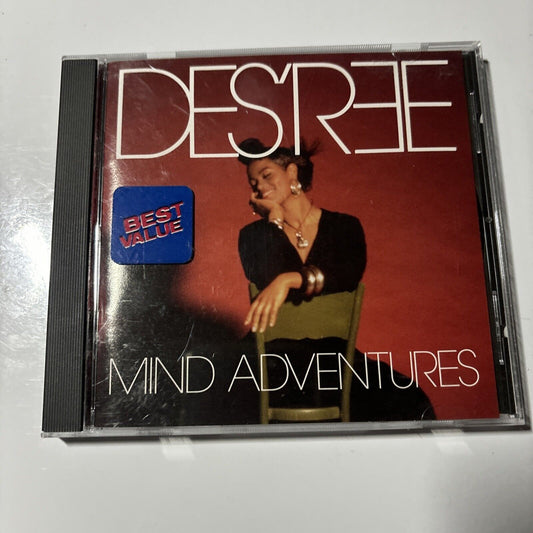 DES'REE
BEST
VALUE
MIND ADVENTURES